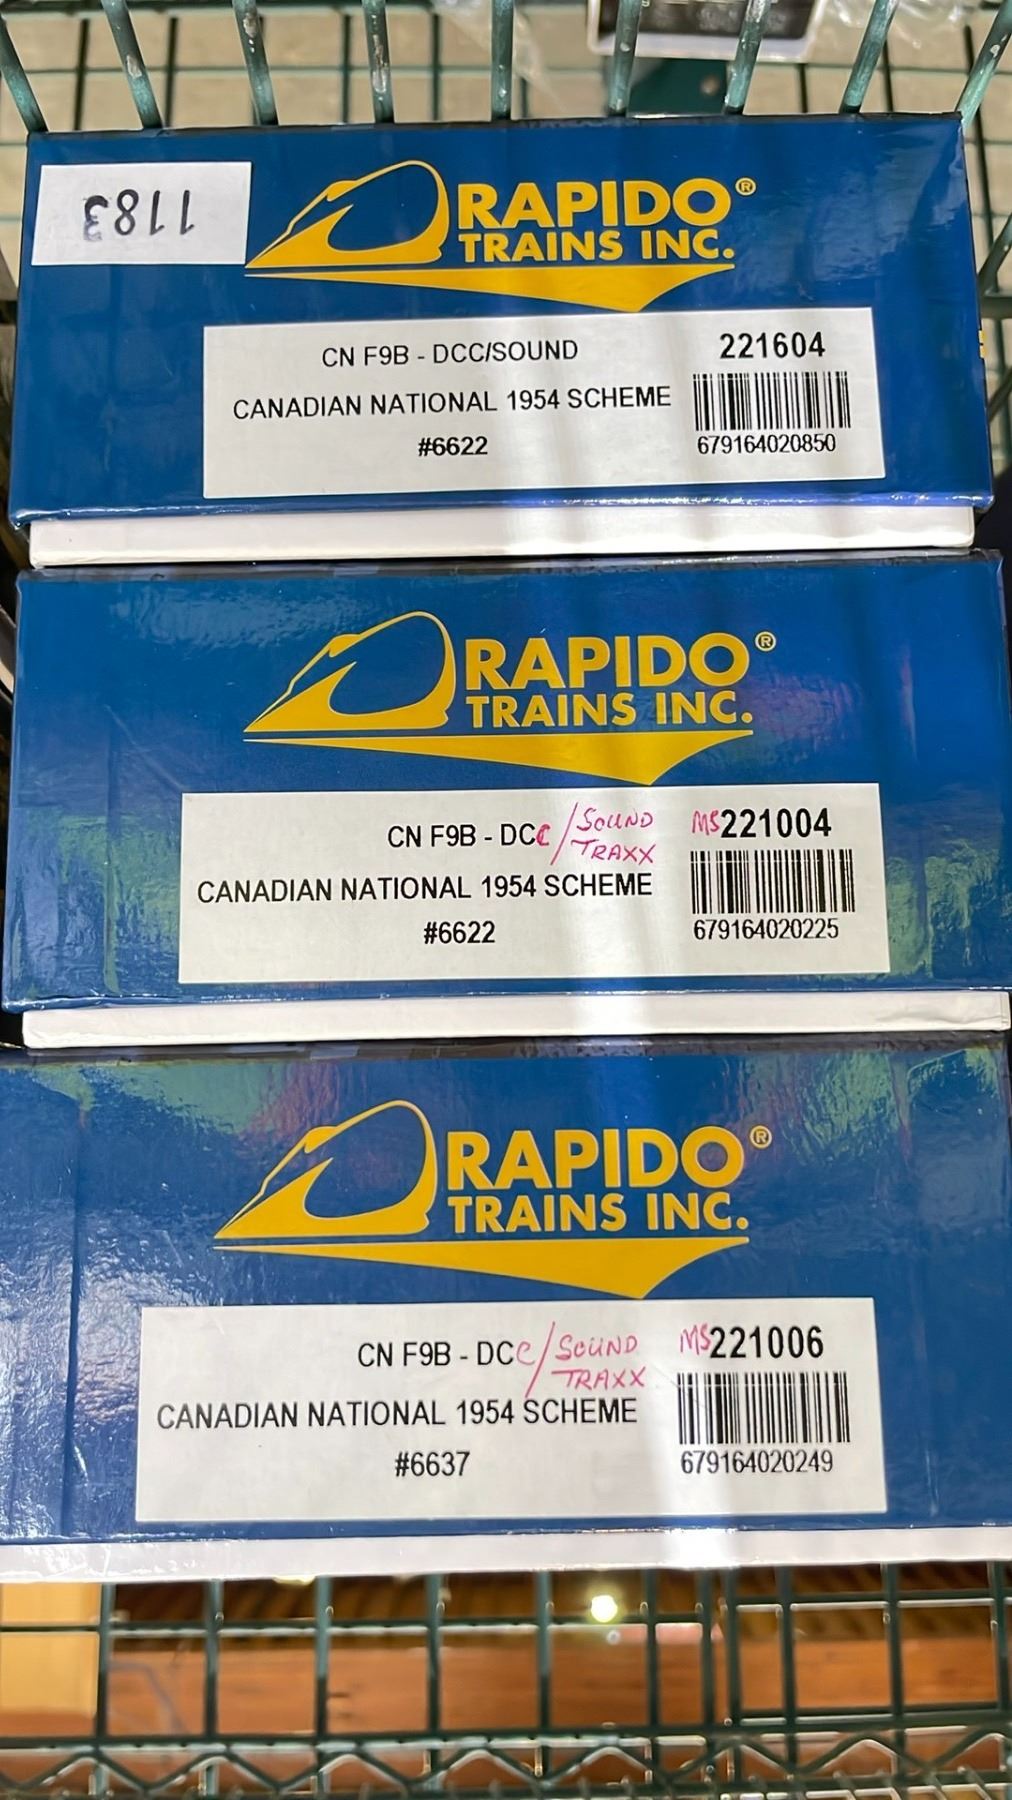 1183
RAPIDO®
TRAINS INC.
CN F9B - DCC/SOUND
221604
CANADIAN NATIONAL 1954 SCHEME
#6622
679164020850
RAPIDO®
TRAINS INC.
CN F9B - DCC/SOUND
TRAXX
MS221004
CANADIAN NATIONAL 1954 SCHEME
#6622
679164020225
RAPIDO®
TRAINS INC.
CN F9B - DCC/SOUND
TRAXX
MS221006
CANADIAN NATIONAL 1954 SCHEME
#6637
679164020249